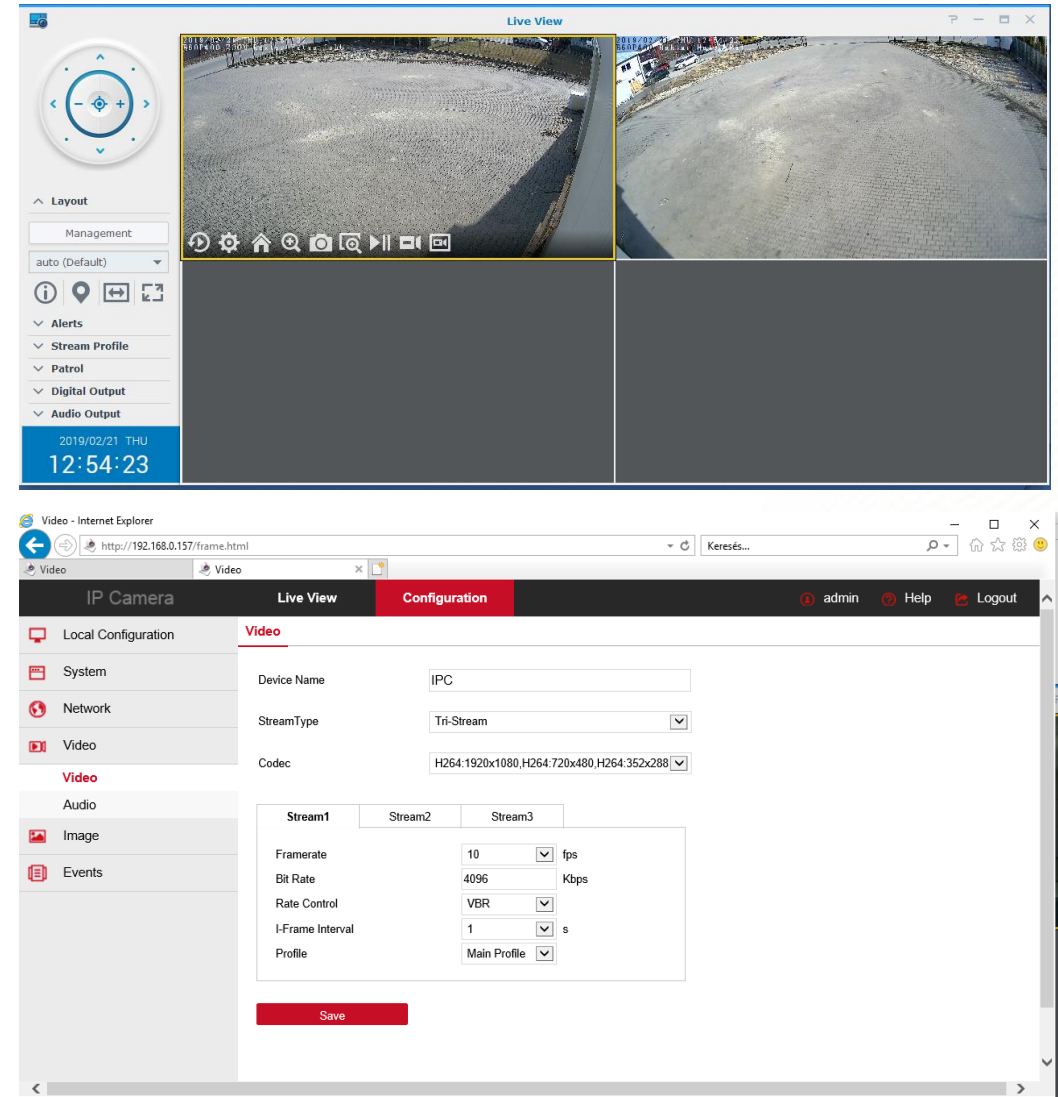 Live View
Layout
Management
auto (Default)
Alerts
Stream Profile
Patrol
Digital Output
Audio Output
2019/02/21 THU
12:54:23
Video - Internet Explorer
http://192.168.0.157/frame.html
Keresés...
Video
Video
IP Camera
Live View
Configuration
admin
Help
Logout
Local Configuration
System
Network
Video
Video
Audio
Image
Events
Video
Device Name
IPC
StreamType
Tri-Stream
Codec
H264:1920x1080,H264:720x480,H264:352x288
Stream1
Stream2
Stream3
Framerate
10
fps
Bit Rate
4096
Kbps
Rate Control
VBR
I-Frame Interval
1
s
Profile
Main Profile
Save